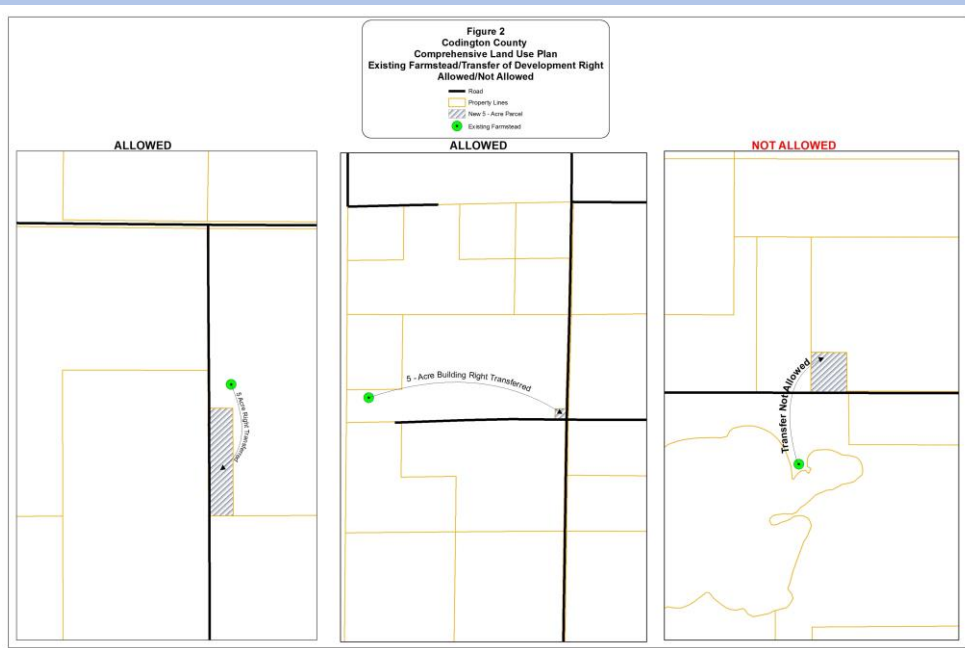 Figure 2
Codington County
Comprehensive Land Use Plan
Existing Farmstead/Transfer of Development Right
Allowed/Not Allowed
Road
Property Lines
New 5 - Acre Parcel
Existing Farmstead
ALLOWED
5 Acre Right Transferred
ALLOWED
5 - Acre Building Right Transferred
NOT ALLOWED
Transfer Not Allowed